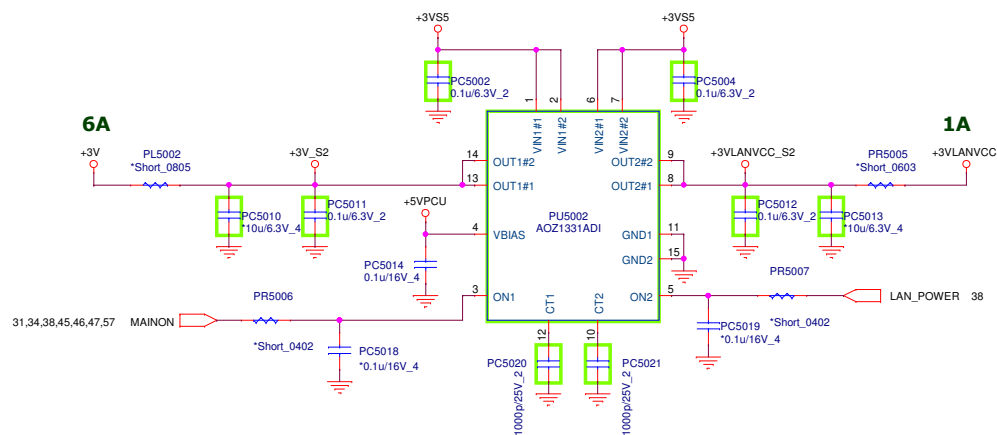 +3VS5
+3VS5
PC5002
0.1u/6.3V_2
PC5004
0.1u/6.3V_2
1
2
6
7
6A
1A
VIN1#1
VIN1#2
VIN2#1
VIN2#2
+3V
PL5002
*Short_0805
+3V_S2
14
OUT1#2
13
OUT1#1
OUT2#2
9
OUT2#1
8
+3VLANVCC_S2
PR5005
*Short_0603
+3VLANVCC
PC5010
*10u/6.3V_4
PC5011
0.1u/6.3V_2
+5VPCU
PU5002
AOZ1331ADI
PC5012
0.1u/6.3V_2
PC5013
*10u/6.3V_4
4
VBIAS
GND1
11
GND2
15
PC5014
0.1u/16V_4
PR5006
3
ON1
CT1
CT2
ON2
5
PR5007
LAN_POWER 38
31,34,38,45,46,47,57 MAINON
*Short_0402
*Short_0402
PC5018
*0.1u/16V_4
PC5019
*0.1u/16V_4
12
10
PC5020
1000p/25V_2
PC5021
1000p/25V_2